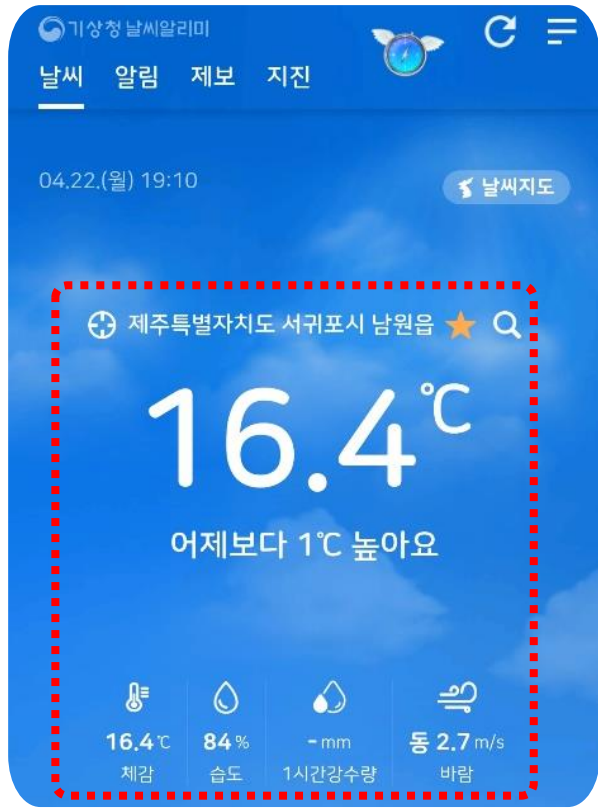 기상청 날씨알리미
날씨 알림 제보 지진
04.22.(월) 19:10
날씨지도
제주특별자치도 서귀포시 남원읍
16.4℃
어제보다 1℃ 높아요
16.4℃ 84% -mm 동 2.7m/s
체감 습도 1시간강수량 바람